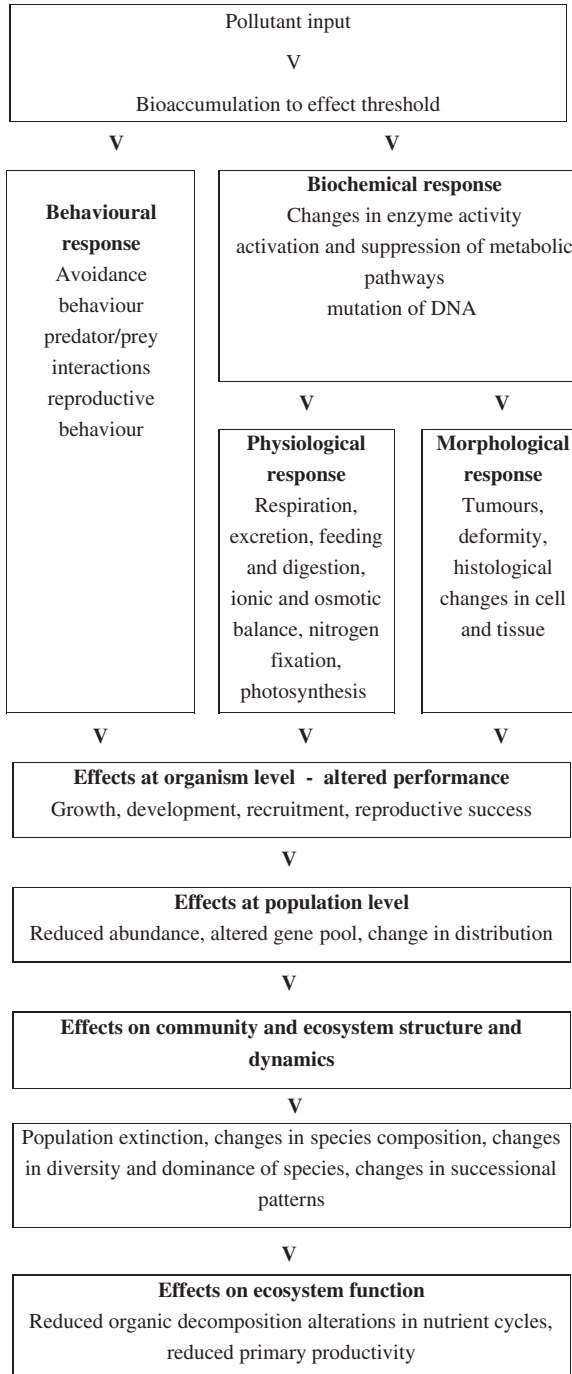 Pollutant input
V
Bioaccumulation to effect threshold
V
V
Behavioural
response
Avoidance
behaviour
predator/prey
interactions
reproductive
behaviour
Biochemical response
Changes in enzyme activity
activation and suppression of metabolic
pathways
mutation of DNA
V
V
Physiological
response
Respiration,
excretion, feeding
and digestion,
ionic and osmotic
balance, nitrogen
fixation,
photosynthesis
Morphological
response
Tumours,
deformity,
histological
changes in cell
and tissue
V
V
V
Effects at organism level - altered performance
Growth, development, recruitment, reproductive success
V
Effects at population level
Reduced abundance, altered gene pool, change in distribution
V
Effects on community and ecosystem structure and
dynamics
V
Population extinction, changes in species composition, changes
in diversity and dominance of species, changes in successional
patterns
V
Effects on ecosystem function
Reduced organic decomposition alterations in nutrient cycles,
reduced primary productivity